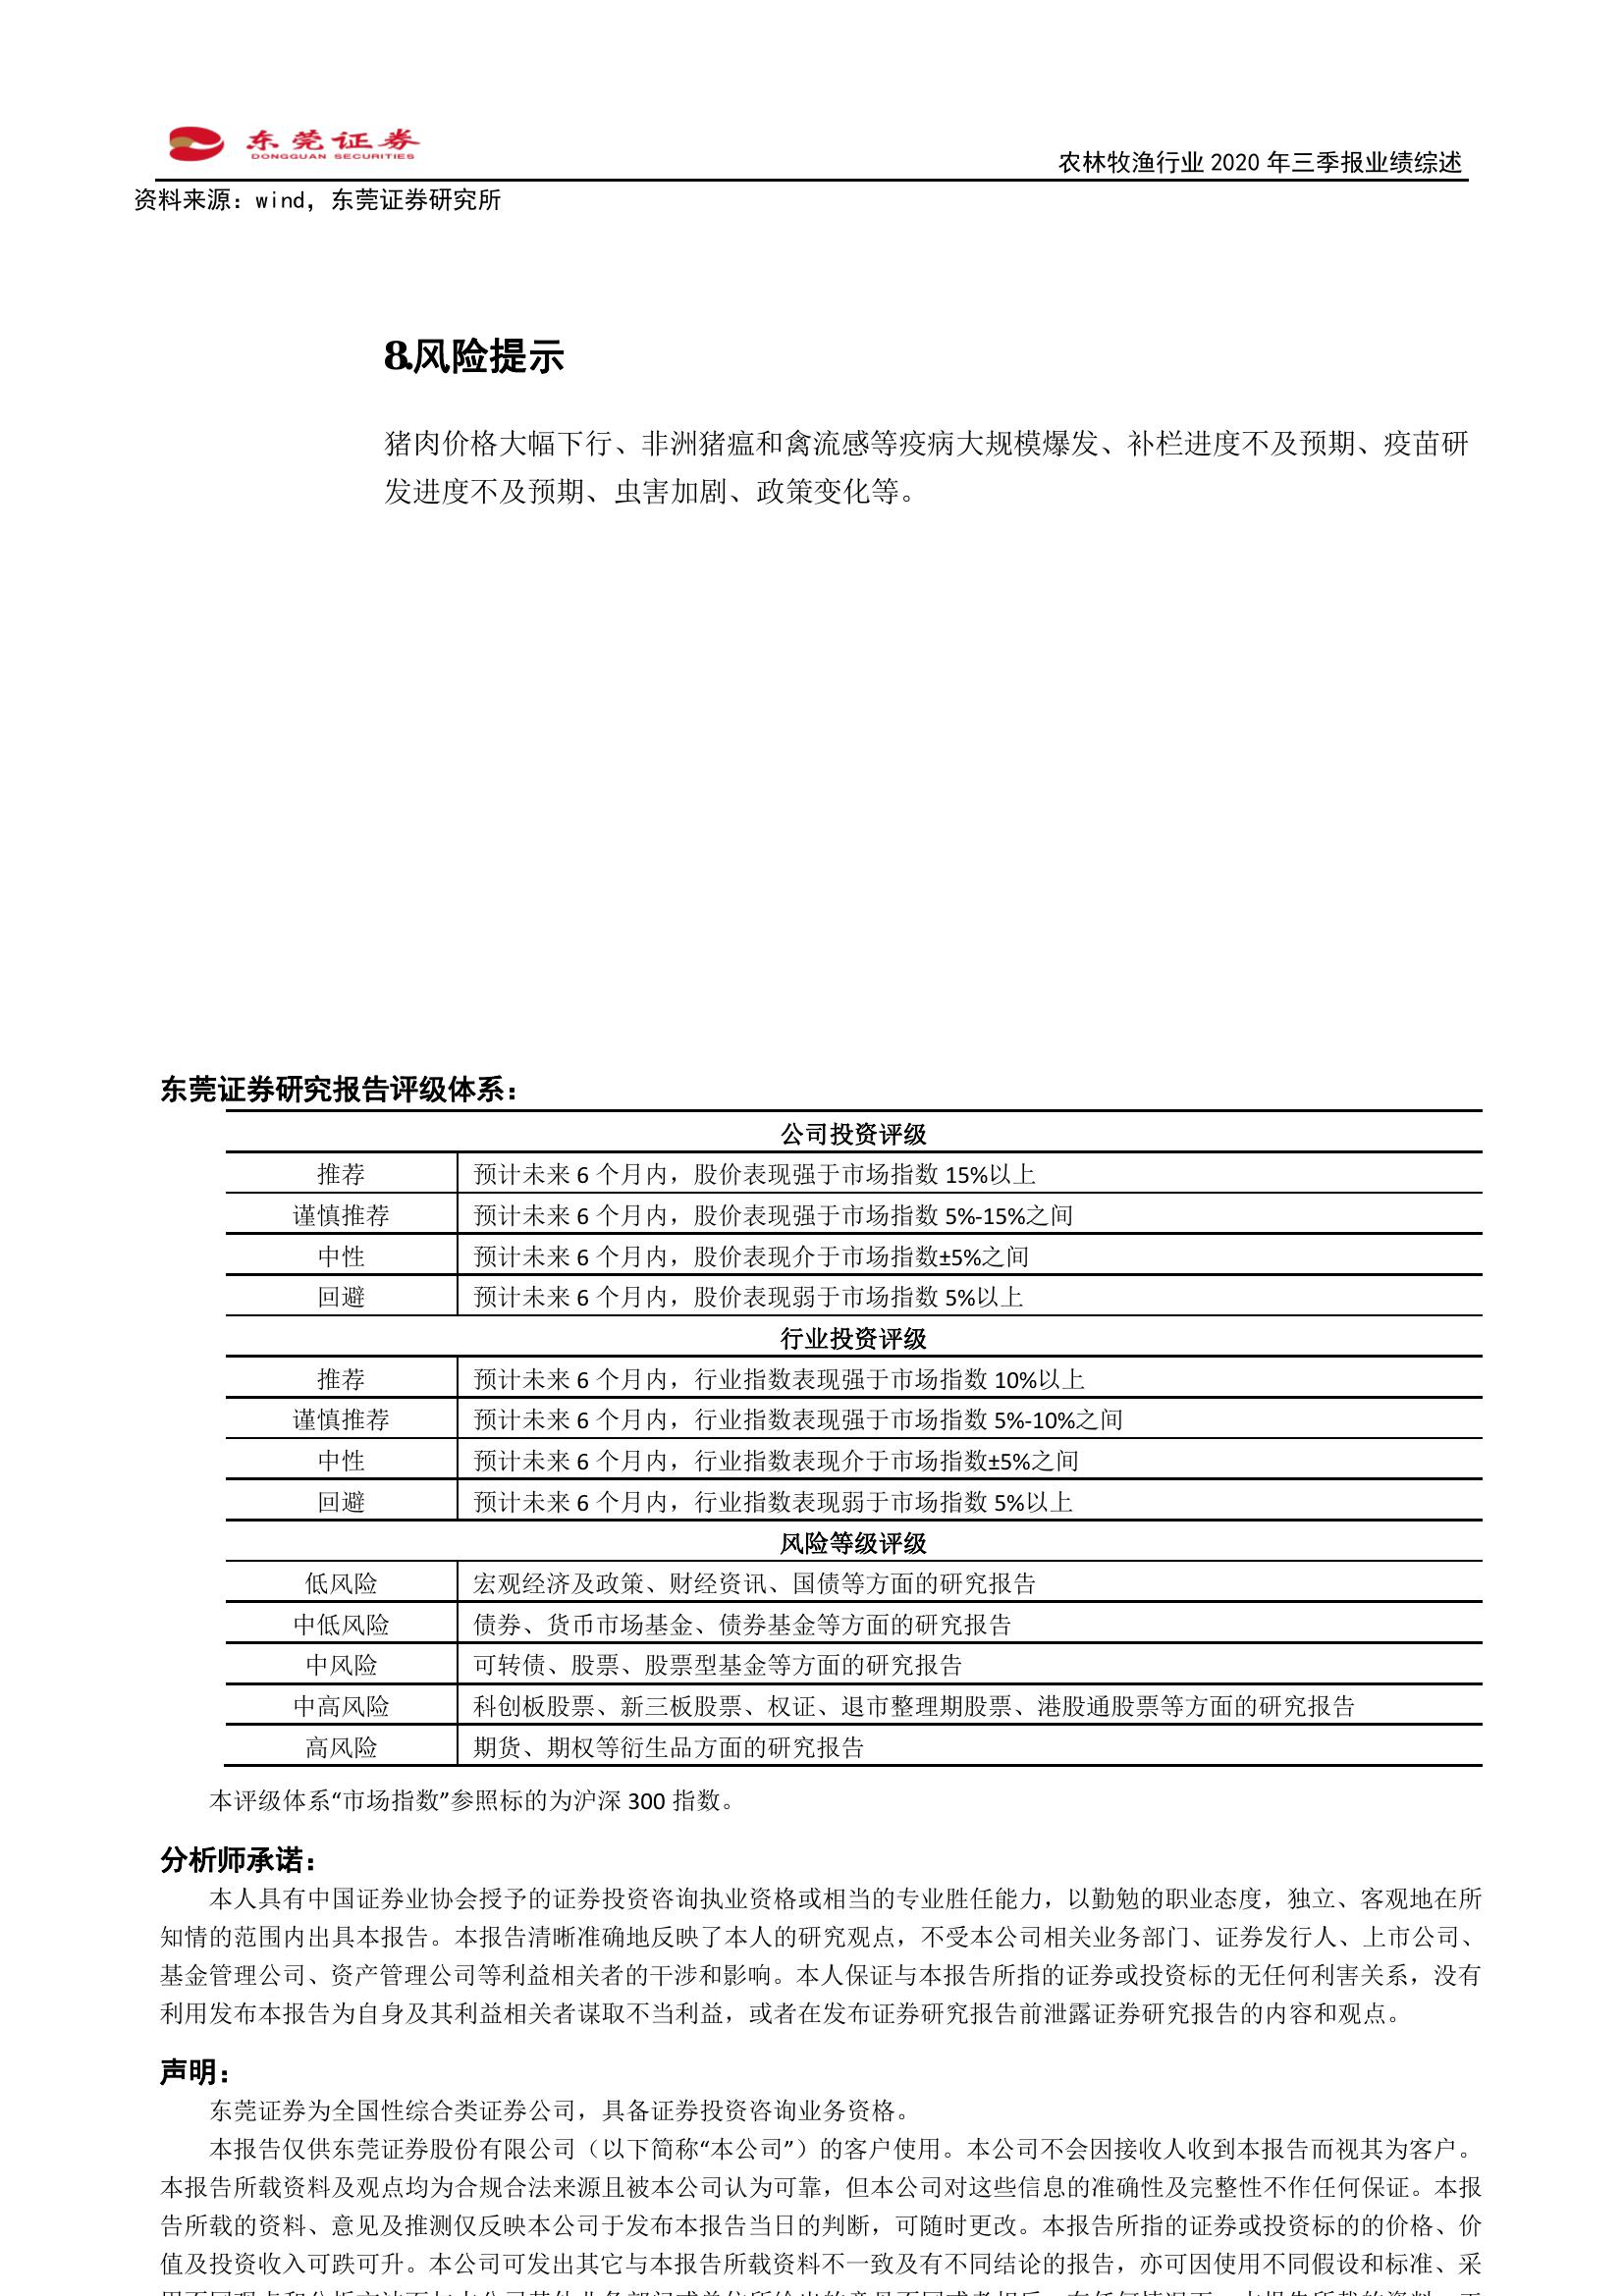 东莞证券
DONGGUAN SECURITIES
农林牧渔行业 2020 年三季报业绩综述
资料来源：wind，东莞证券研究所
8.风险提示
猪肉价格大幅下行、非洲猪瘟和禽流感等疫病大规模爆发、补栏进度不及预期、疫苗研
发进度不及预期、虫害加剧、政策变化等。
东莞证券研究报告评级体系：
公司投资评级
推荐 预计未来 6 个月内，股价表现强于市场指数 15%以上
谨慎推荐 预计未来 6 个月内，股价表现强于市场指数 5%-15%之间
中性 预计未来 6 个月内，股价表现介于市场指数±5%之间
回避 预计未来 6 个月内，股价表现弱于市场指数 5%以上
行业投资评级
推荐 预计未来 6 个月内，行业指数表现强于市场指数 10%以上
谨慎推荐 预计未来 6 个月内，行业指数表现强于市场指数 5%-10%之间
中性 预计未来 6 个月内，行业指数表现介于市场指数±5%之间
回避 预计未来 6 个月内，行业指数表现弱于市场指数 5%以上
风险等级评级
低风险 宏观经济及政策、财经资讯、国债等方面的研究报告
中低风险 债券、货币市场基金、债券基金等方面的研究报告
中风险 可转债、股票、股票型基金等方面的研究报告
中高风险 科创板股票、新三板股票、权证、退市整理期股票、港股通股票等方面的研究报告
高风险 期货、期权等衍生品方面的研究报告
本评级体系“市场指数”参照标的为沪深 300 指数。
分析师承诺：
本人具有中国证券业协会授予的证券投资咨询执业资格或相当的专业胜任能力，以勤勉的职业态度，独立、客观地在所
知情的范围内出具本报告。本报告清晰准确地反映了本人的研究观点，不受本公司相关业务部门、证券发行人、上市公司、
基金管理公司、资产管理公司等利益相关者的干涉和影响。本人保证与本报告所指的证券或投资标的无任何利害关系，没有
利用发布本报告为自身及其利益相关者谋取不当利益，或者在发布证券研究报告前泄露证券研究报告的内容和观点。
声明：
东莞证券为全国性综合类证券公司，具备证券投资咨询业务资格。
本报告仅供东莞证券股份有限公司（以下简称“本公司”）的客户使用。本公司不会因接收人收到本报告而视其为客户。
本报告所载资料及观点均为合规合法来源且被本公司认为可靠，但本公司对这些信息的准确性及完整性不作任何保证。本报
告所载的资料、意见及推测仅反映本公司于发布本报告当日的判断，可随时更改。本报告所指的证券或投资标的的价格、价
值及投资收入可跌可升。本公司可发出其它与本报告所载资料不一致及有不同结论的报告，亦可因使用不同假设和标准、采